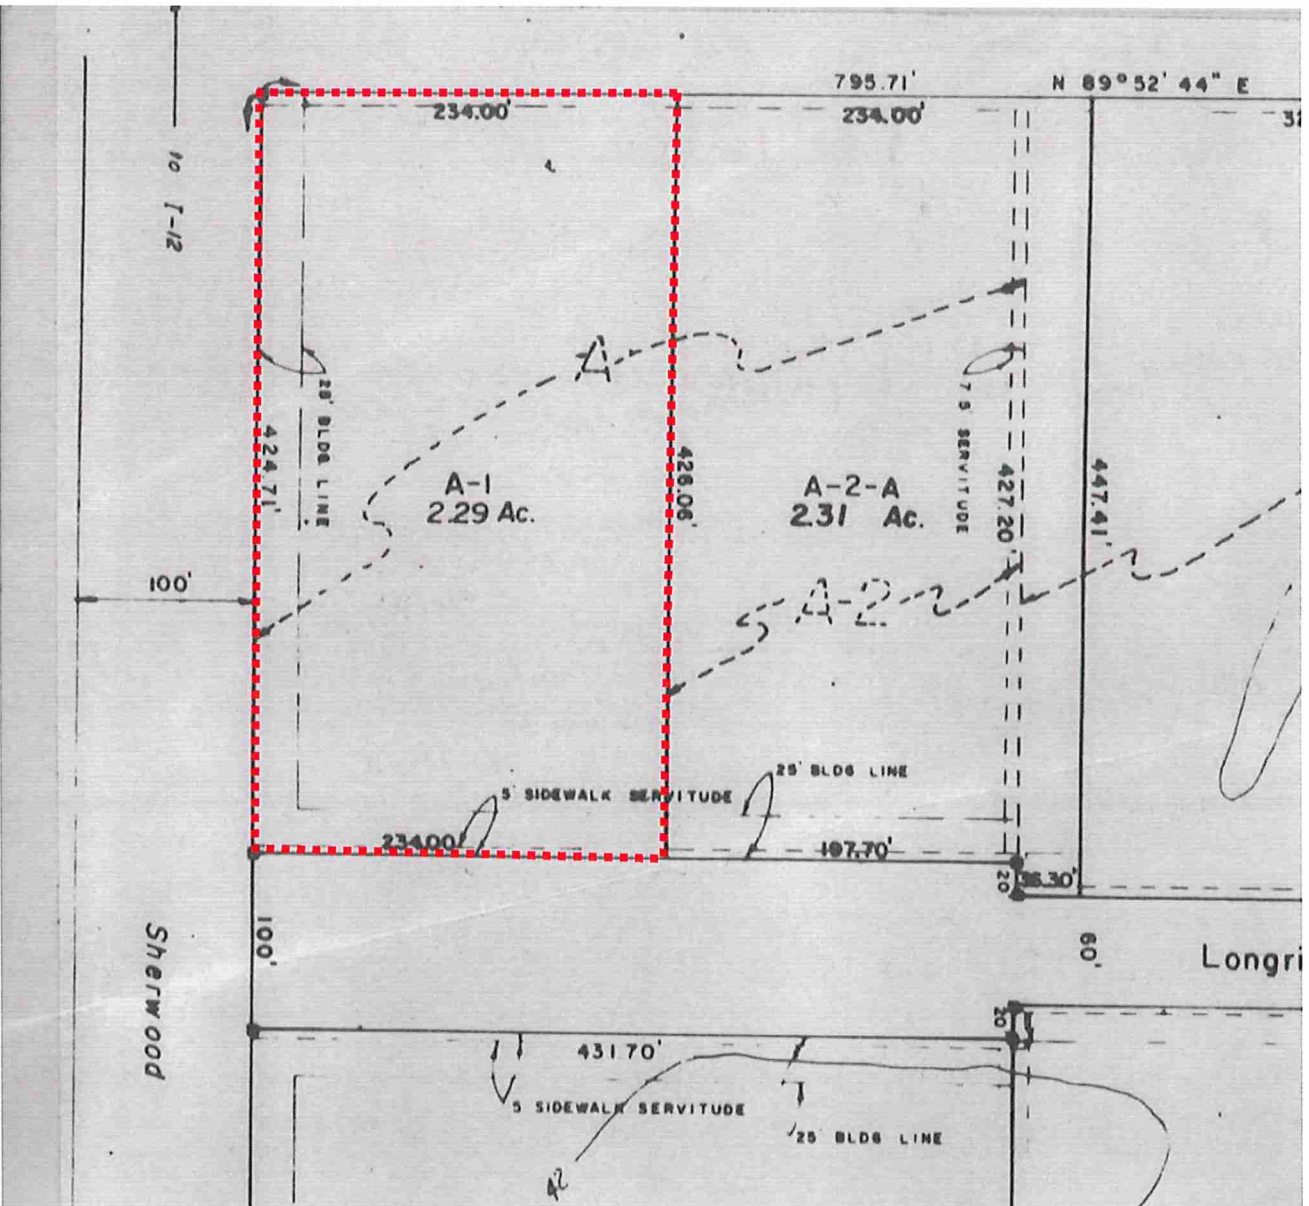 795.71' N 89° 52' 44" E
234.00' 234.00'
to I-12
A
25' BLDG LINE
424.71'
A-1
2.29 Ac.
426.06'
A-2-A
2.31 Ac.
7.5' SERVITUDE
427.20'
447.41'
100'
A-2
25' BLDG LINE
5' SIDEWALK SERVITUDE
234.00' 197.70'
20' 36.30'
Sherwood
100'
60'
Longri
20'
431.70'
5' SIDEWALK SERVITUDE
25' BLDG LINE
42